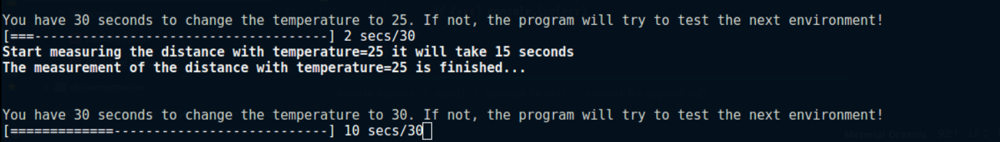 You have 30 seconds to change the temperature to 25. If not, the program will try to test the next environment!
[===-------------------------------------] 2 secs/30
Start measuring the distance with temperature=25 it will take 15 seconds
The measurement of the distance with temperature=25 is finished...
documentation
You have 30 seconds to change the temperature to 30. If not, the program will try to test the next environment!
[=============---------------------------] 10 secs/30
Material Oceanic